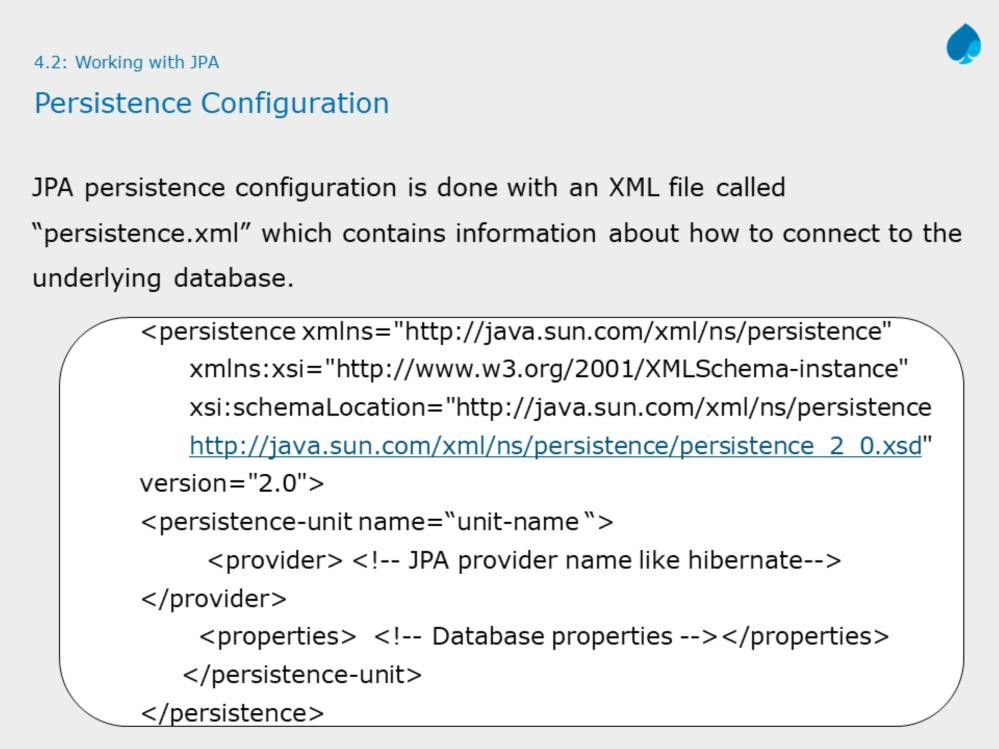 4.2: Working with JPA
Persistence Configuration
JPA persistence configuration is done with an XML file called
“persistence.xml” which contains information about how to connect to the
underlying database.
<persistence xmlns="http://java.sun.com/xml/ns/persistence"
xmlns:xsi="http://www.w3.org/2001/XMLSchema-instance"
xsi:schemaLocation="http://java.sun.com/xml/ns/persistence
http://java.sun.com/xml/ns/persistence/persistence_2_0.xsd"
version="2.0">
<persistence-unit name=“unit-name “>
<provider> <!-- JPA provider name like hibernate-->
</provider>
<properties> <!-- Database properties --></properties>
</persistence-unit>
</persistence>